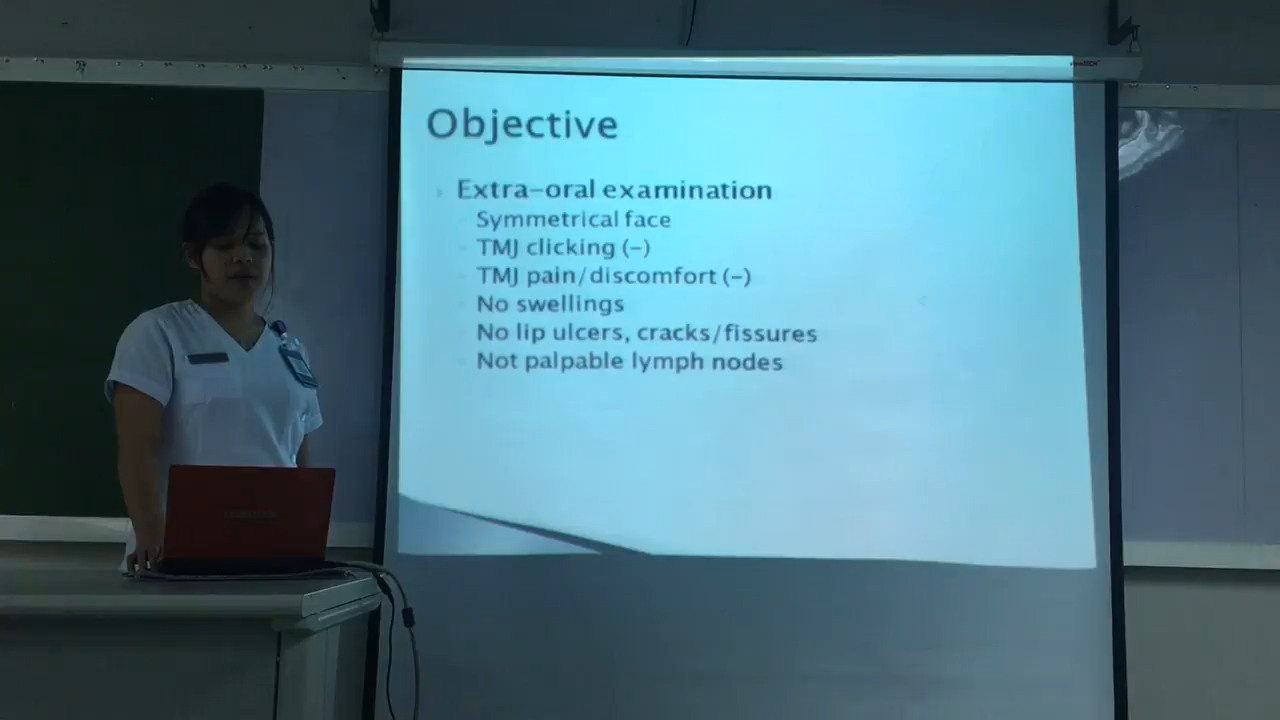 Objective
Extra-oral examination
Symmetrical face
TMJ clicking (-)
TMJ pain/discomfort (-)
No swellings
No lip ulcers, cracks/fissures
Not palpable lymph nodes